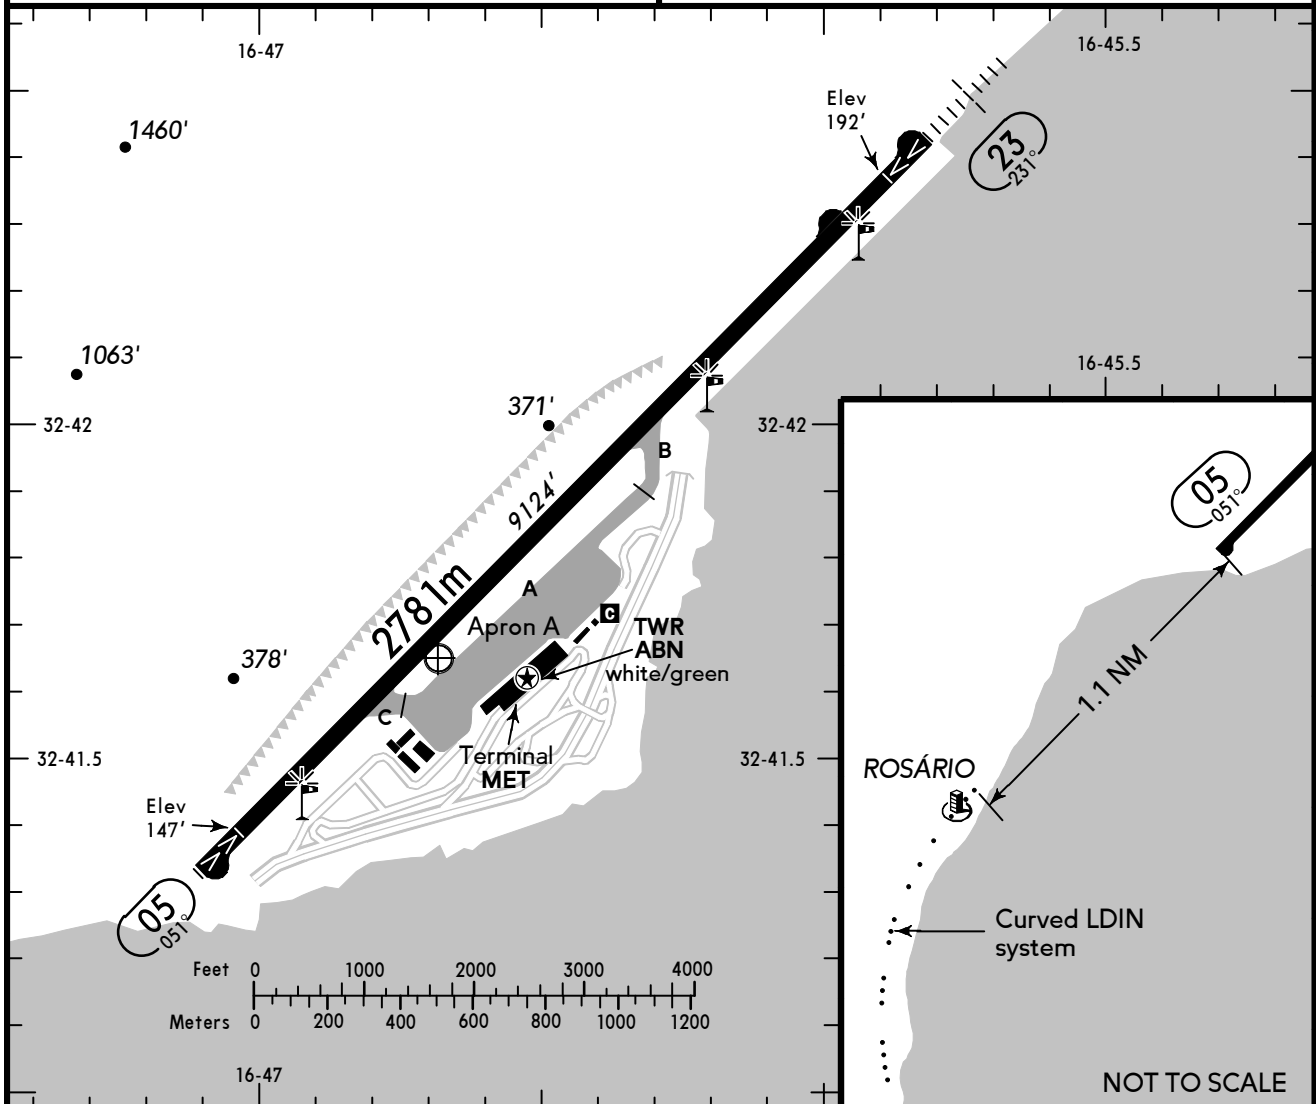 16-47
16-45.5
Elev
192'
1460'
23
231°
1063'
16-45.5
371'
32-42
32-42
B
9124'
05
051°
2781m
A
Apron A
C
TWR
ABN
white/green
378'
1.1 NM
C
Terminal
MET
32-41.5
32-41.5
ROSÁRIO
Elev
147'
05
051°
Curved LDIN
system
Feet 0 1000 2000 3000 4000
Meters 0 200 400 600 800 1000 1200
16-47
NOT TO SCALE